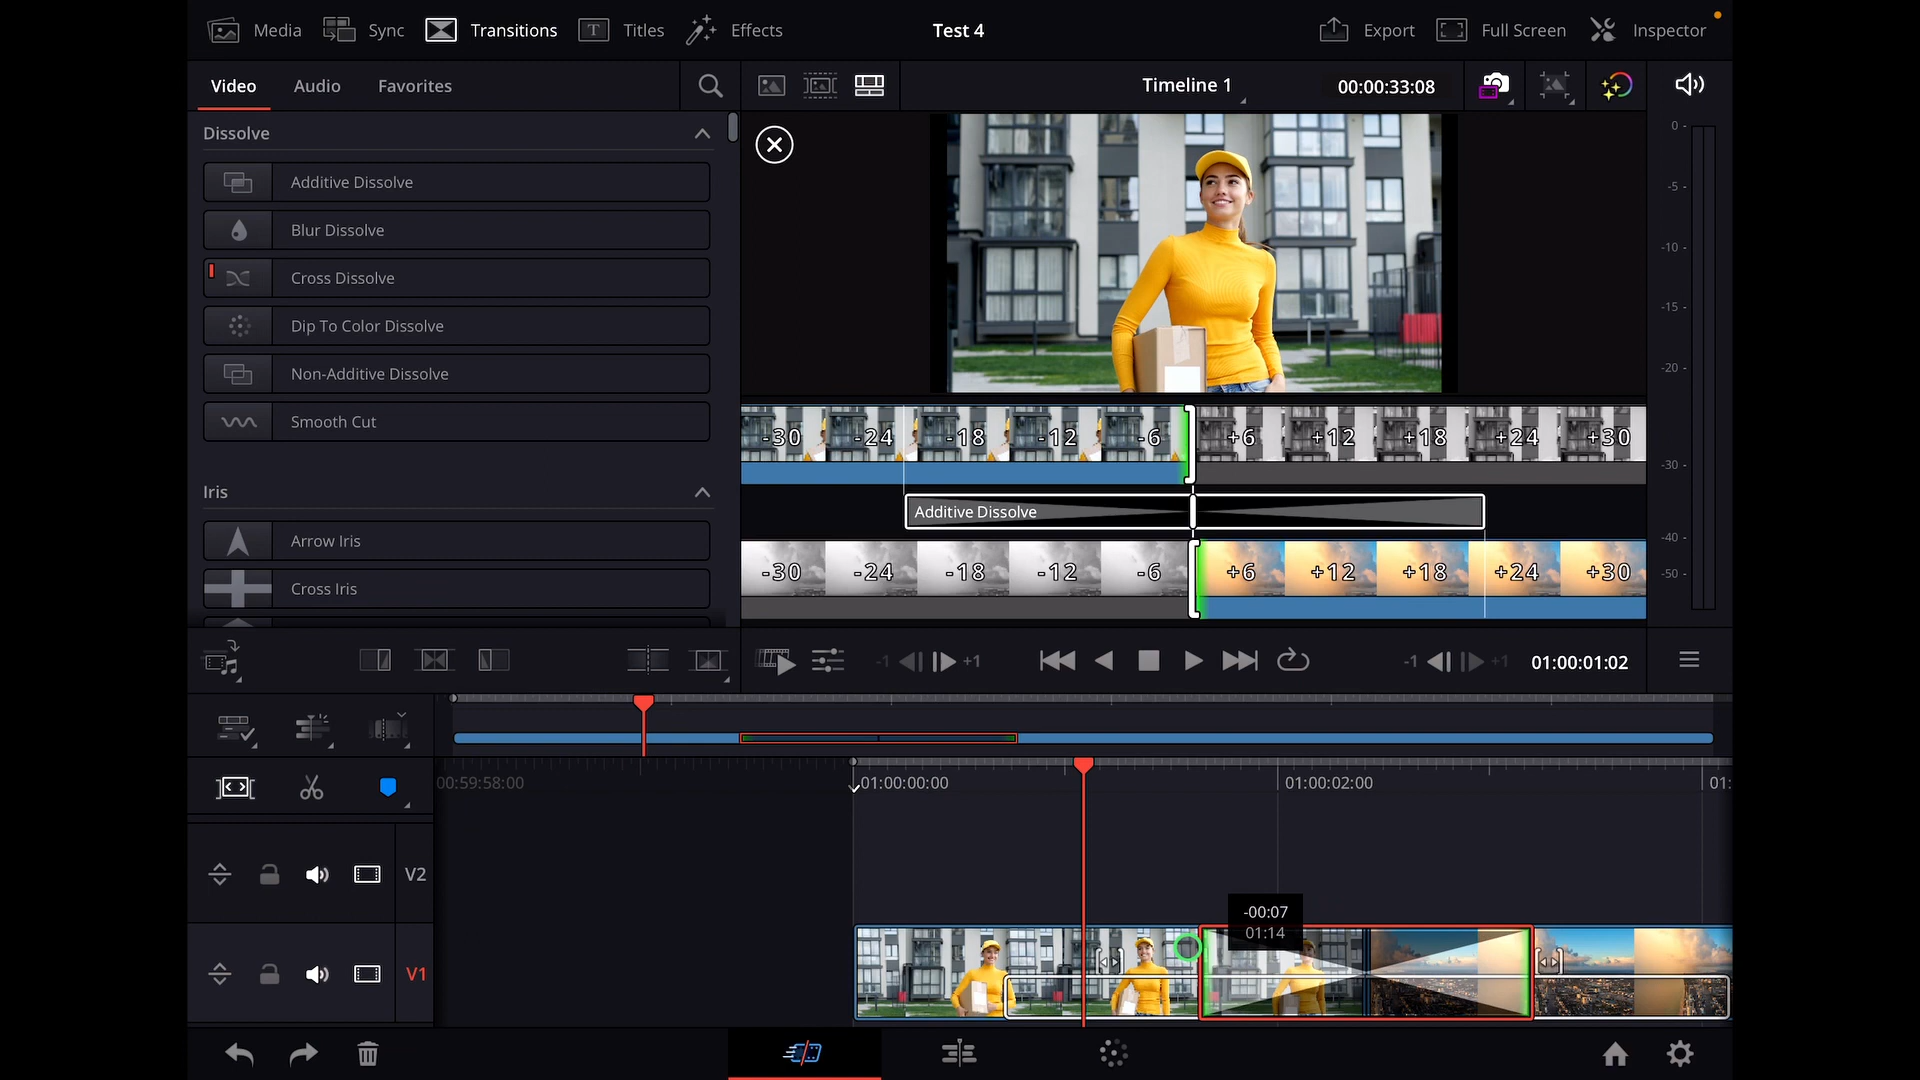 Media Sync Transitions Titles Effects Test 4 Export Full Screen Inspector
Video Audio Favorites Timeline 1 00:00:33:08
Dissolve
Additive Dissolve
Blur Dissolve
Cross Dissolve
Dip To Color Dissolve
Non-Additive Dissolve
Smooth Cut
Iris
Arrow Iris
Cross Iris
-30 -24 -18 -12 -6 +6 +12 +18 +24 +30
Additive Dissolve
-30 -24 -18 -12 -6 +6 +12 +18 +24 +30
0 -
-5 -
-10 -
-15 -
-20 -
-30 -
-40 -
-50 -
-1 +1 -1 +1 01:00:01:02
00:59:58:00 01:00:00:00 01:00:02:00 01:
V2
-00:07
01:14
V1